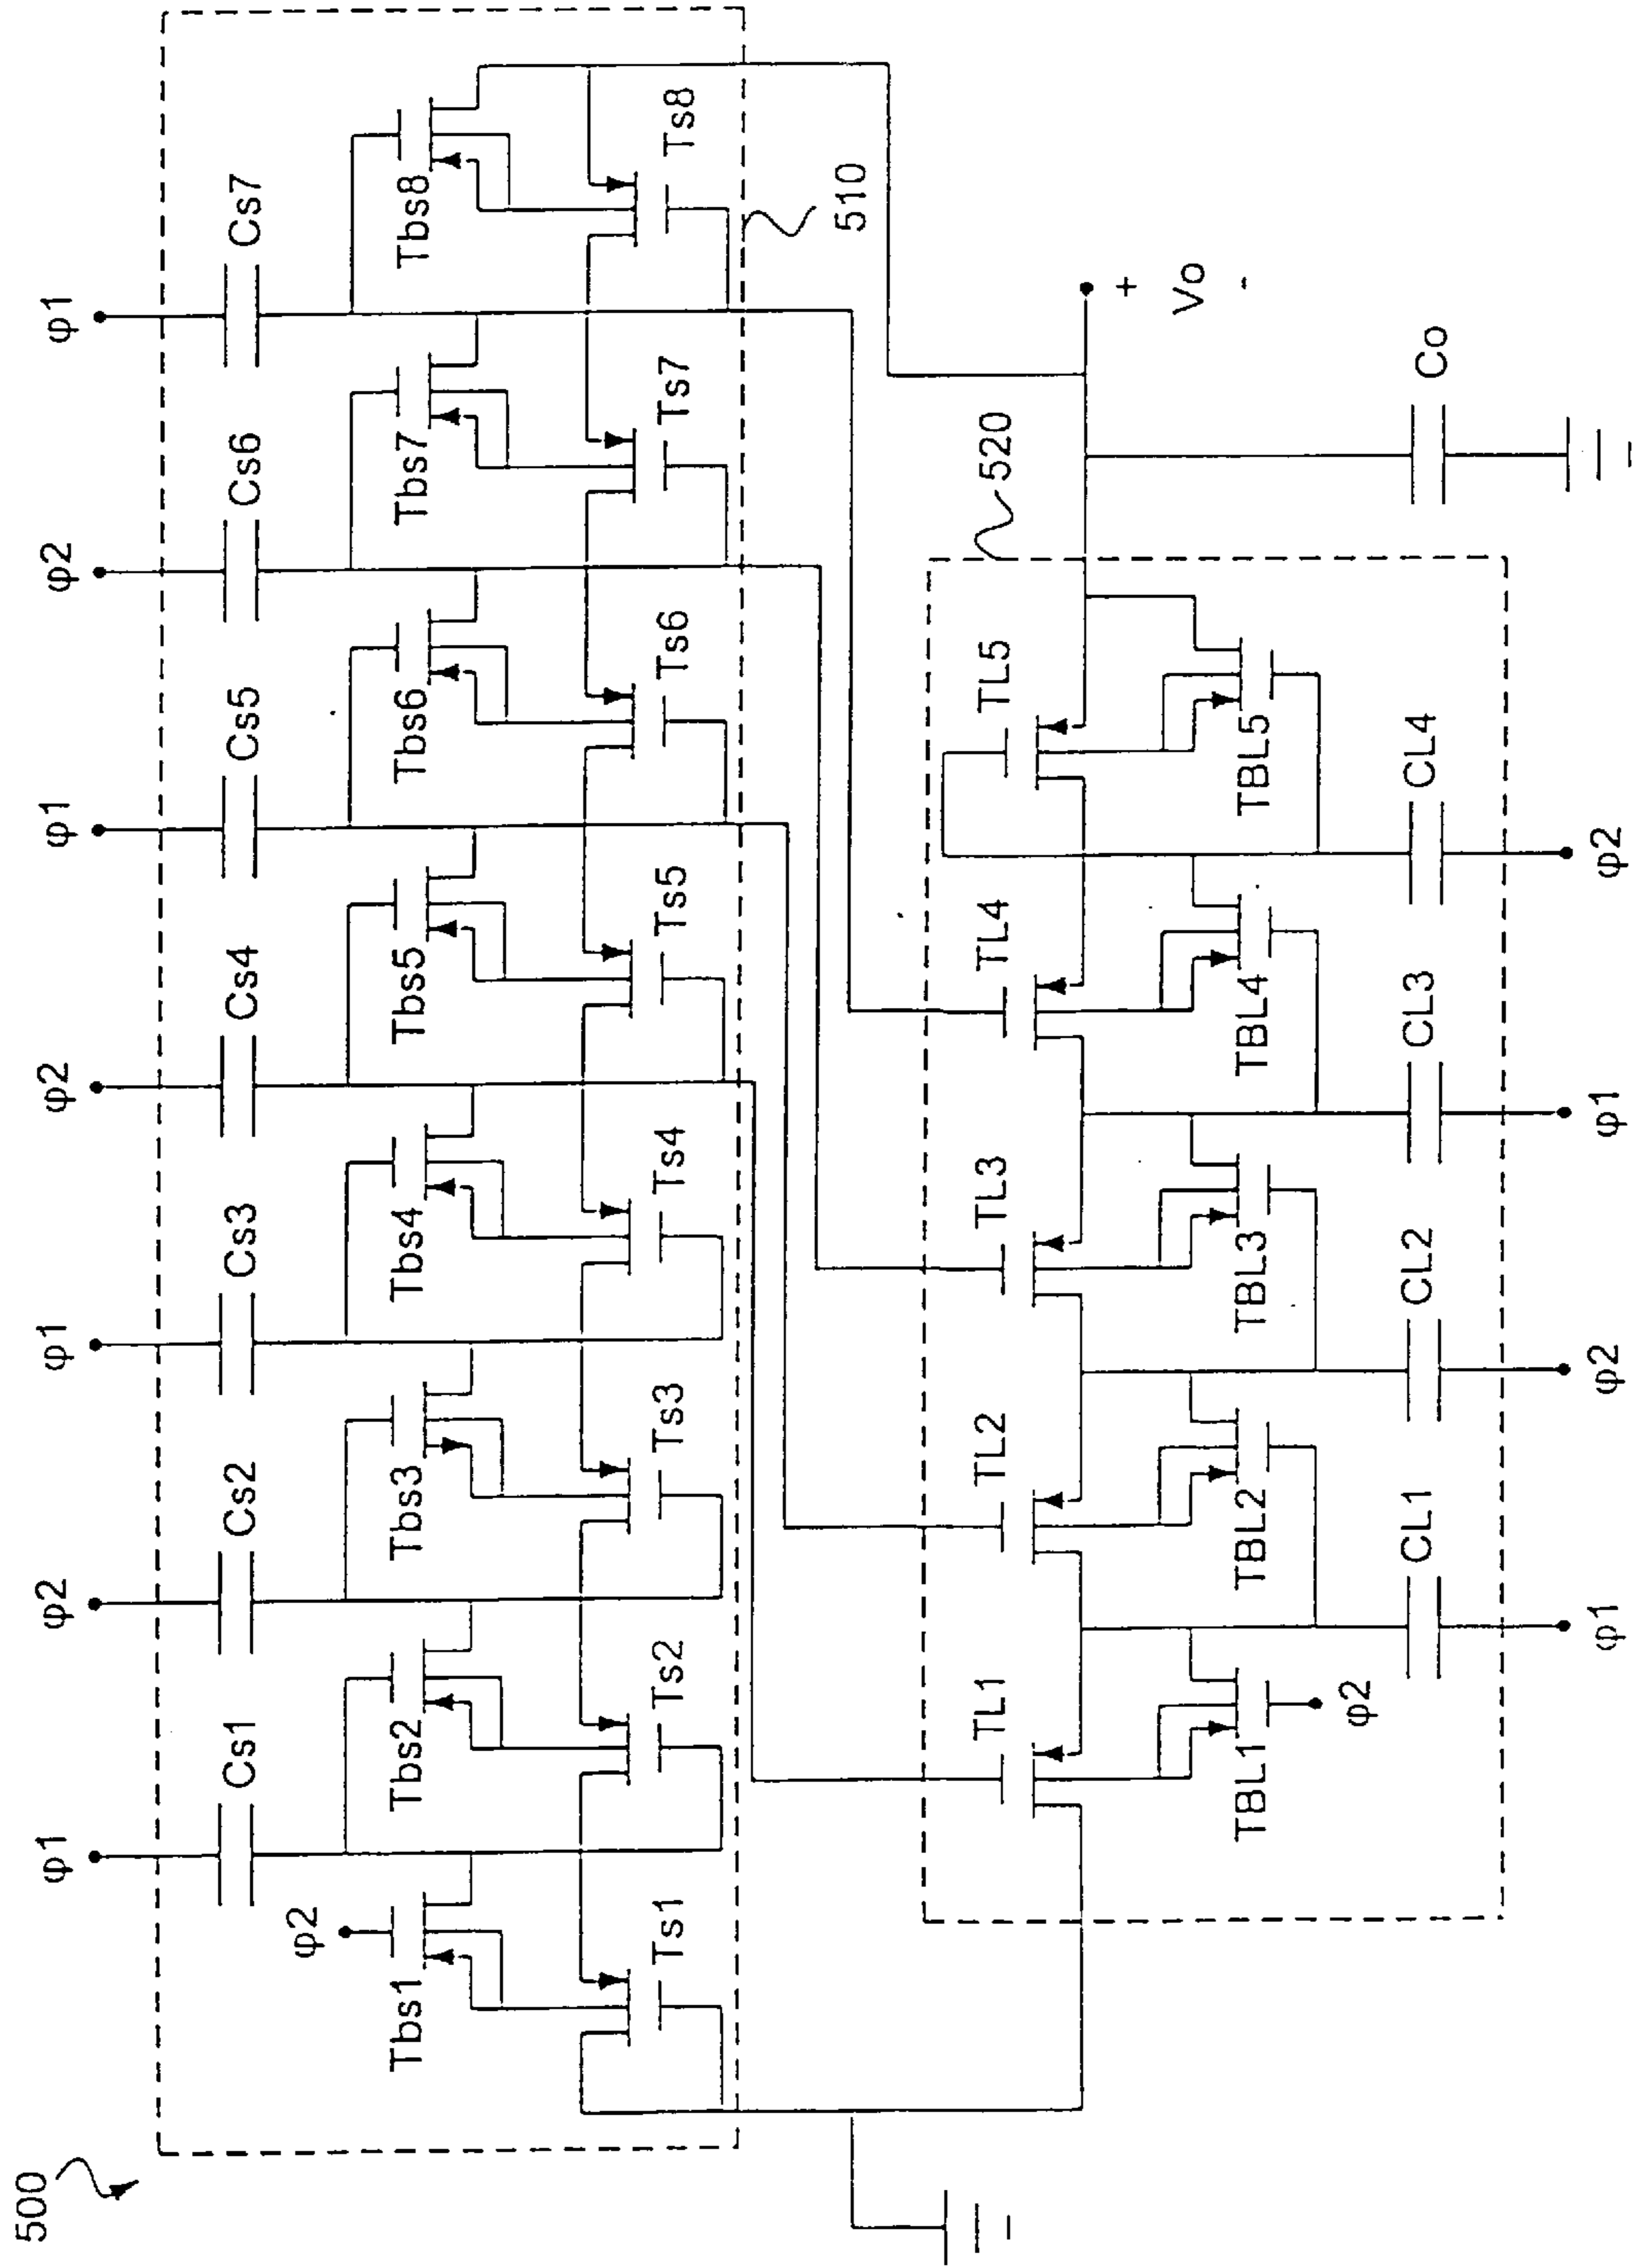 500
φ1
φ2
φ1
φ2
φ1
φ2
φ1
Cs1
Cs2
Cs3
Cs4
Cs5
Cs6
Cs7
φ2
Tbs1
Tbs2
Tbs3
Tbs4
Tbs5
Tbs6
Tbs7
Tbs8
Ts1
Ts2
Ts3
Ts4
Ts5
Ts6
Ts7
Ts8
510
520
TL1
TL2
TL3
TL4
TL5
+
Vo
-
TBL1
TBL2
TBL3
TBL4
TBL5
φ2
CL1
CL2
CL3
CL4
Co
φ1
φ2
φ1
φ2